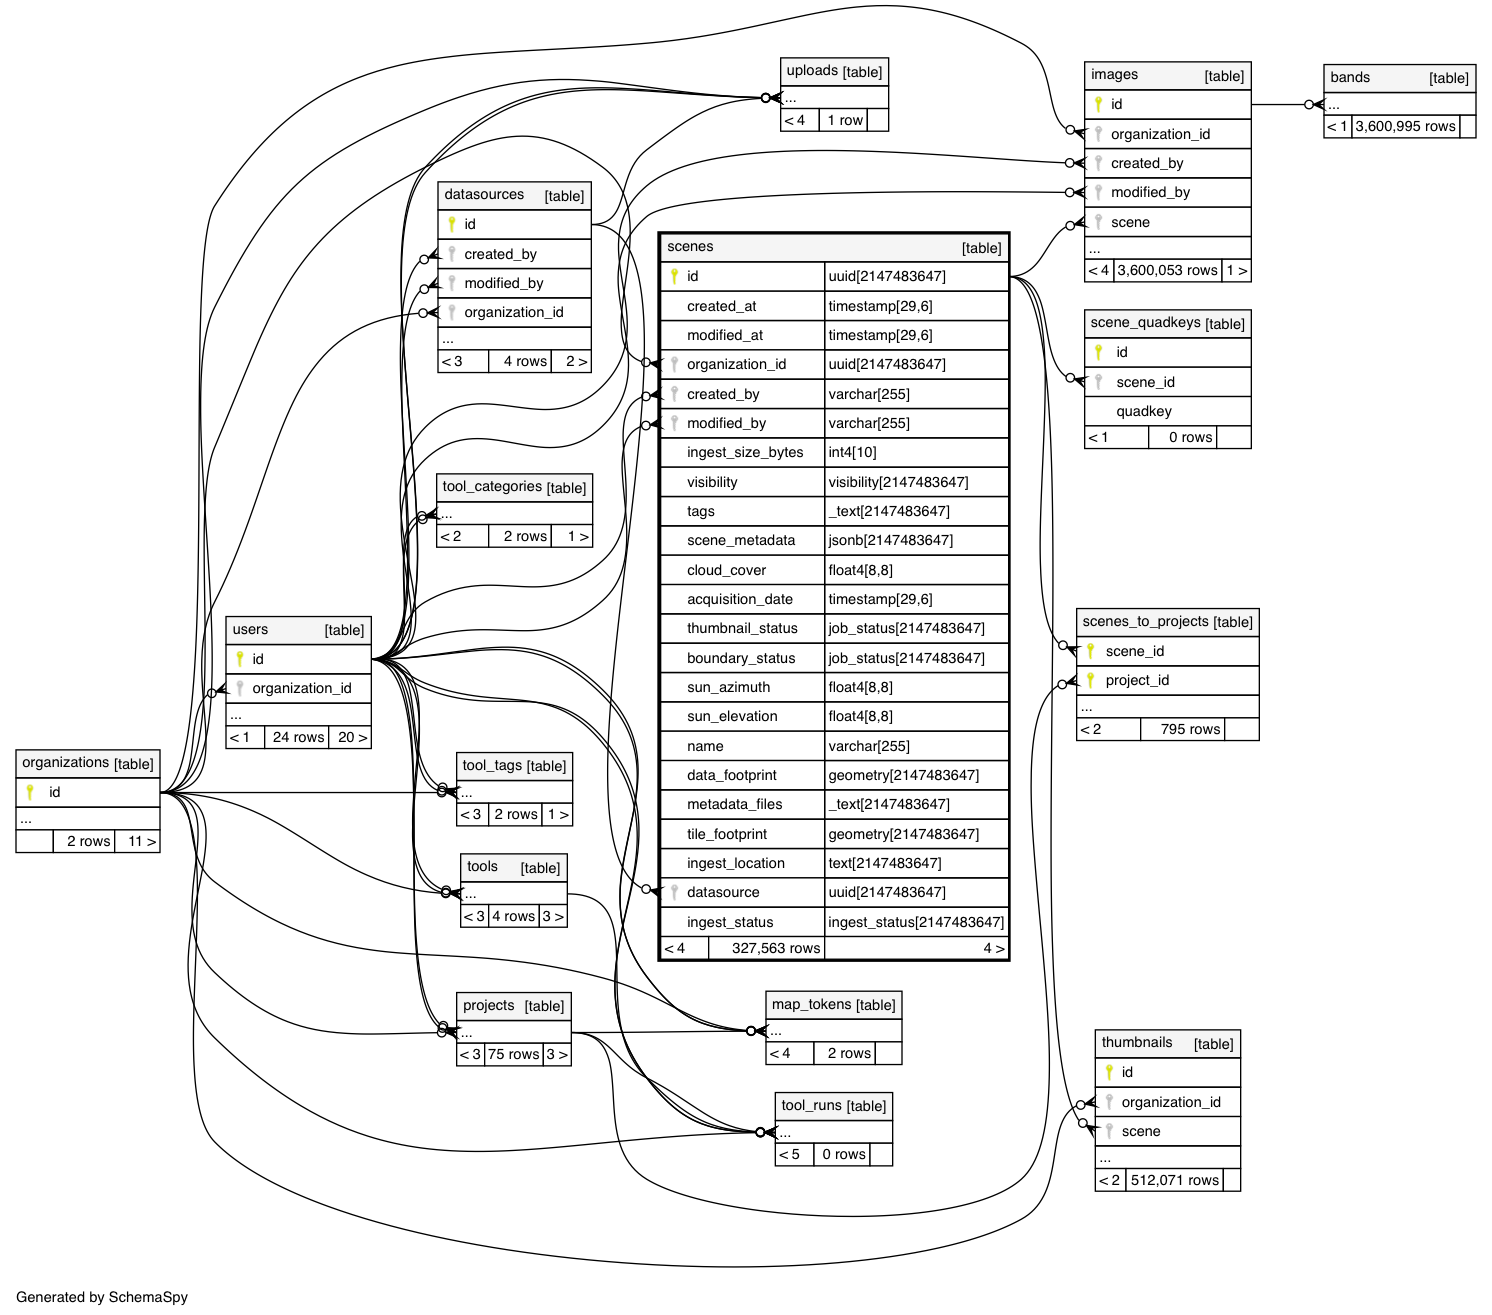 uploads [table]
...
< 4 1 row
images [table]
id
organization_id
created_by
modified_by
scene
...
< 4 3,600,053 rows 1 >
bands [table]
...
< 1 3,600,995 rows
datasources [table]
id
created_by
modified_by
organization_id
...
< 3 4 rows 2 >
scenes [table]
id uuid[2147483647]
created_at timestamp[29,6]
modified_at timestamp[29,6]
organization_id uuid[2147483647]
created_by varchar[255]
modified_by varchar[255]
ingest_size_bytes int4[10]
visibility visibility[2147483647]
tags _text[2147483647]
scene_metadata jsonb[2147483647]
cloud_cover float4[8,8]
acquisition_date timestamp[29,6]
thumbnail_status job_status[2147483647]
boundary_status job_status[2147483647]
sun_azimuth float4[8,8]
sun_elevation float4[8,8]
name varchar[255]
data_footprint geometry[2147483647]
metadata_files _text[2147483647]
tile_footprint geometry[2147483647]
ingest_location text[2147483647]
datasource uuid[2147483647]
ingest_status ingest_status[2147483647]
< 4 327,563 rows 4 >
scene_quadkeys [table]
id
scene_id
quadkey
< 1 0 rows
tool_categories [table]
...
< 2 2 rows 1 >
users [table]
id
organization_id
...
< 1 24 rows 20 >
scenes_to_projects [table]
scene_id
project_id
...
< 2 795 rows
organizations [table]
id
...
2 rows 11 >
tool_tags [table]
...
< 3 2 rows 1 >
tools [table]
...
< 3 4 rows 3 >
projects [table]
...
< 3 75 rows 3 >
map_tokens [table]
...
< 4 2 rows
tool_runs [table]
...
< 5 0 rows
thumbnails [table]
id
organization_id
scene
...
< 2 512,071 rows
Generated by SchemaSpy